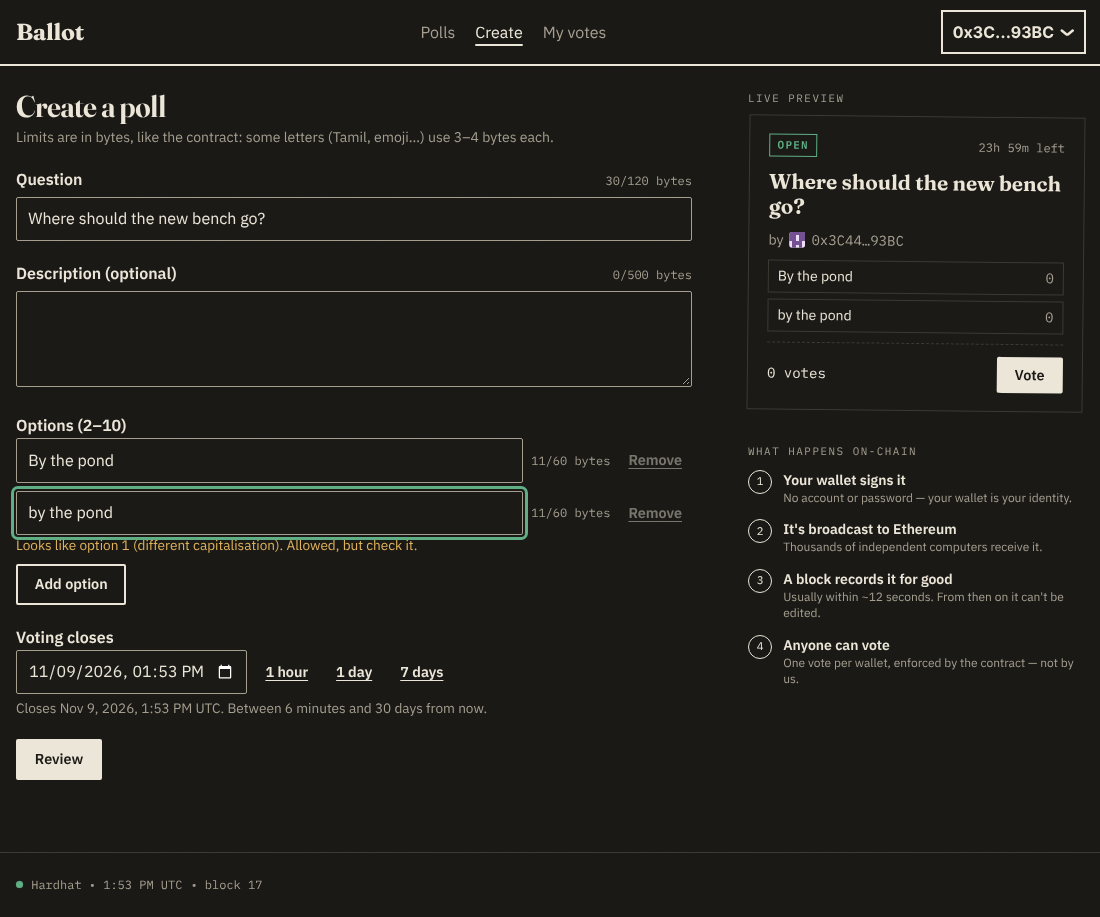 Ballot
Polls Create My votes
0x3C...93BC
Create a poll
Limits are in bytes, like the contract: some letters (Tamil, emoji...) use 3–4 bytes each.
Question 30/120 bytes
Where should the new bench go?
Description (optional) 0/500 bytes
Options (2–10)
By the pond 11/60 bytes Remove
by the pond 11/60 bytes Remove
Looks like option 1 (different capitalisation). Allowed, but check it.
Add option
Voting closes
11/09/2026, 01:53 PM 1 hour 1 day 7 days
Closes Nov 9, 2026, 1:53 PM UTC. Between 6 minutes and 30 days from now.
Review
LIVE PREVIEW
OPEN 23h 59m left
Where should the new bench
go?
by 0x3C44…93BC
By the pond 0
by the pond 0
0 votes Vote
WHAT HAPPENS ON-CHAIN
1 Your wallet signs it
No account or password — your wallet is your identity.
2 It's broadcast to Ethereum
Thousands of independent computers receive it.
3 A block records it for good
Usually within ~12 seconds. From then on it can't be
edited.
4 Anyone can vote
One vote per wallet, enforced by the contract — not by
us.
Hardhat • 1:53 PM UTC • block 17